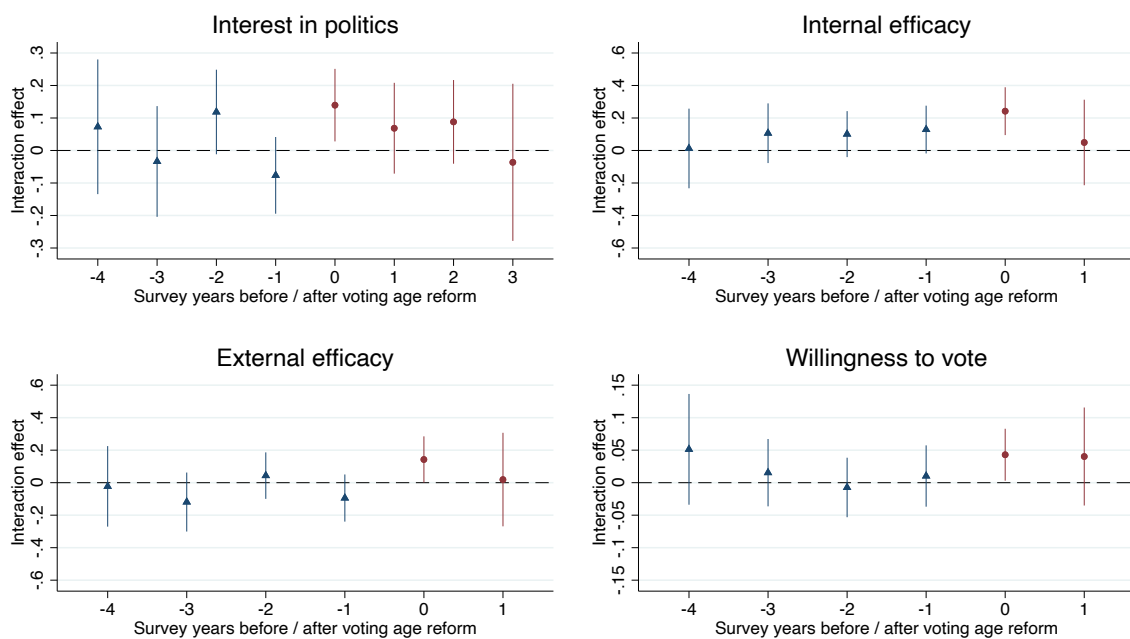 Interest in politics
Interaction effect
.3
.2
.1
0
-.1
-.2
-.3
-4 -3 -2 -1 0 1 2 3
Survey years before / after voting age reform
Internal efficacy
Interaction effect
.6
.4
.2
0
-.2
-.4
-.6
-4 -3 -2 -1 0 1
Survey years before / after voting age reform
External efficacy
Interaction effect
.6
.4
.2
0
-.2
-.4
-.6
-4 -3 -2 -1 0 1
Survey years before / after voting age reform
Willingness to vote
Interaction effect
.15
.1
.05
0
-.05
-.1
-.15
-4 -3 -2 -1 0 1
Survey years before / after voting age reform